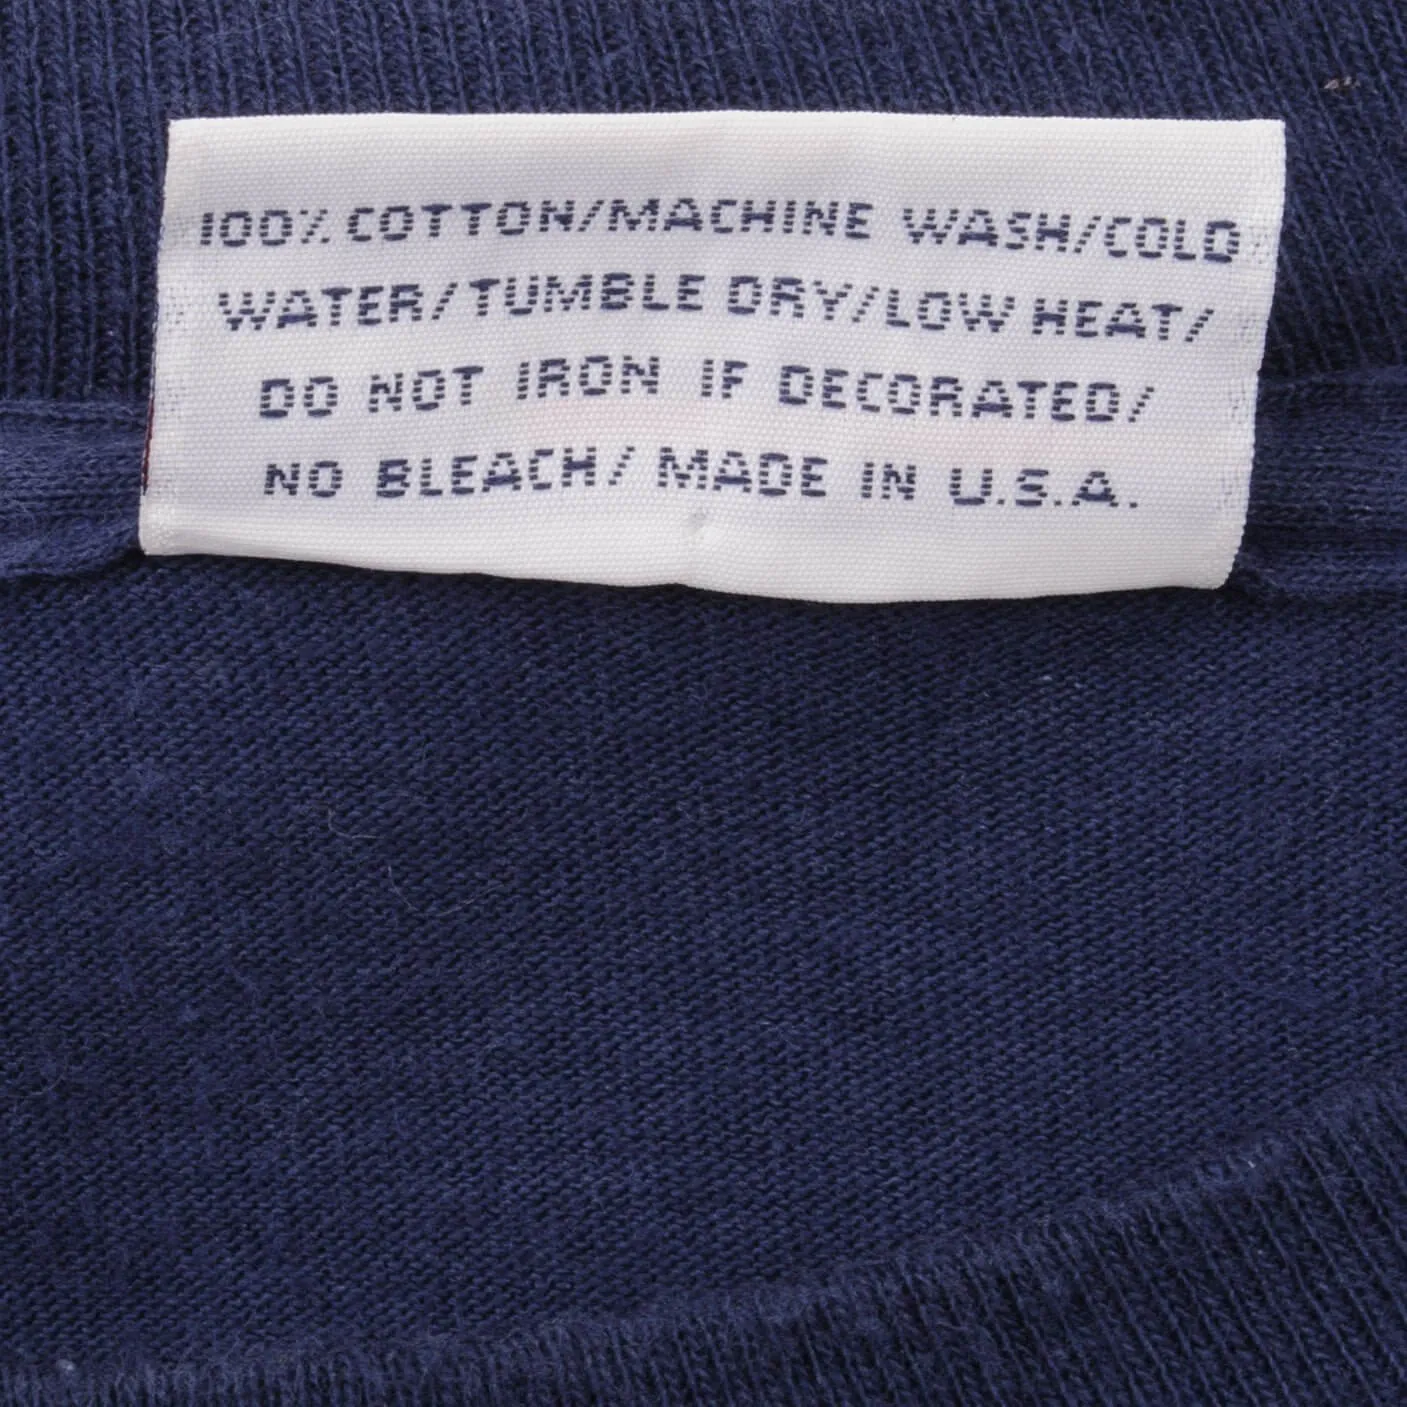 100% COTTON/MACHINE WASH/COLD
WATER/TUMBLE DRY/LOW HEAT/
DO NOT IRON IF DECORATED/
NO BLEACH/ MADE IN U.S.A.